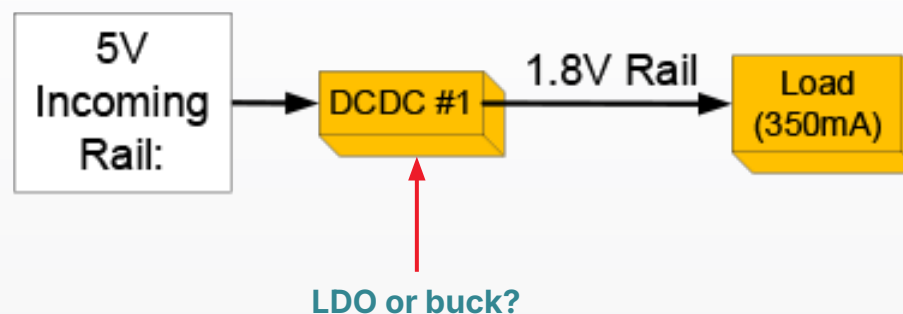 5V
Incoming
Rail:
DCDC #1
1.8V Rail
Load
(350mA)
LDO or buck?